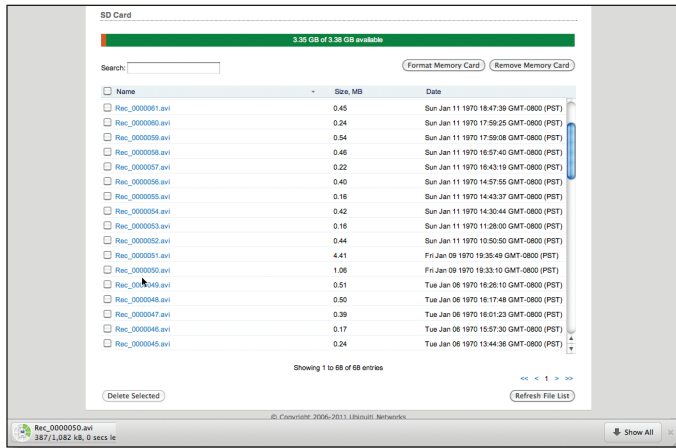 SD Card
3.35 GB of 3.38 GB available
Search: Format Memory Card Remove Memory Card
Name Size, MB Date
Rec_0000061.avi 0.45 Sun Jan 11 1970 18:47:39 GMT-0800 (PST)
Rec_0000060.avi 0.24 Sun Jan 11 1970 17:59:25 GMT-0800 (PST)
Rec_0000059.avi 0.54 Sun Jan 11 1970 17:59:08 GMT-0800 (PST)
Rec_0000058.avi 0.46 Sun Jan 11 1970 16:57:40 GMT-0800 (PST)
Rec_0000057.avi 0.22 Sun Jan 11 1970 16:43:19 GMT-0800 (PST)
Rec_0000056.avi 0.40 Sun Jan 11 1970 14:57:55 GMT-0800 (PST)
Rec_0000055.avi 0.16 Sun Jan 11 1970 14:43:37 GMT-0800 (PST)
Rec_0000054.avi 0.42 Sun Jan 11 1970 14:30:44 GMT-0800 (PST)
Rec_0000053.avi 0.16 Sun Jan 11 1970 11:28:00 GMT-0800 (PST)
Rec_0000052.avi 0.44 Sun Jan 11 1970 10:50:50 GMT-0800 (PST)
Rec_0000051.avi 4.41 Fri Jan 09 1970 19:35:49 GMT-0800 (PST)
Rec_0000050.avi 1.06 Fri Jan 09 1970 19:33:10 GMT-0800 (PST)
Rec_0000049.avi 0.51 Tue Jan 06 1970 16:26:10 GMT-0800 (PST)
Rec_0000048.avi 0.50 Tue Jan 06 1970 16:17:48 GMT-0800 (PST)
Rec_0000047.avi 0.39 Tue Jan 06 1970 16:01:23 GMT-0800 (PST)
Rec_0000046.avi 0.17 Tue Jan 06 1970 15:57:30 GMT-0800 (PST)
Rec_0000045.avi 0.24 Tue Jan 06 1970 13:44:36 GMT-0800 (PST)
Showing 1 to 68 of 68 entries
<< < 1 > >>
Delete Selected Refresh File List
© Copyright 2006-2011 Ubiquiti Networks
Rec_0000050.avi
387/1,082 kB, 0 secs le
Show All